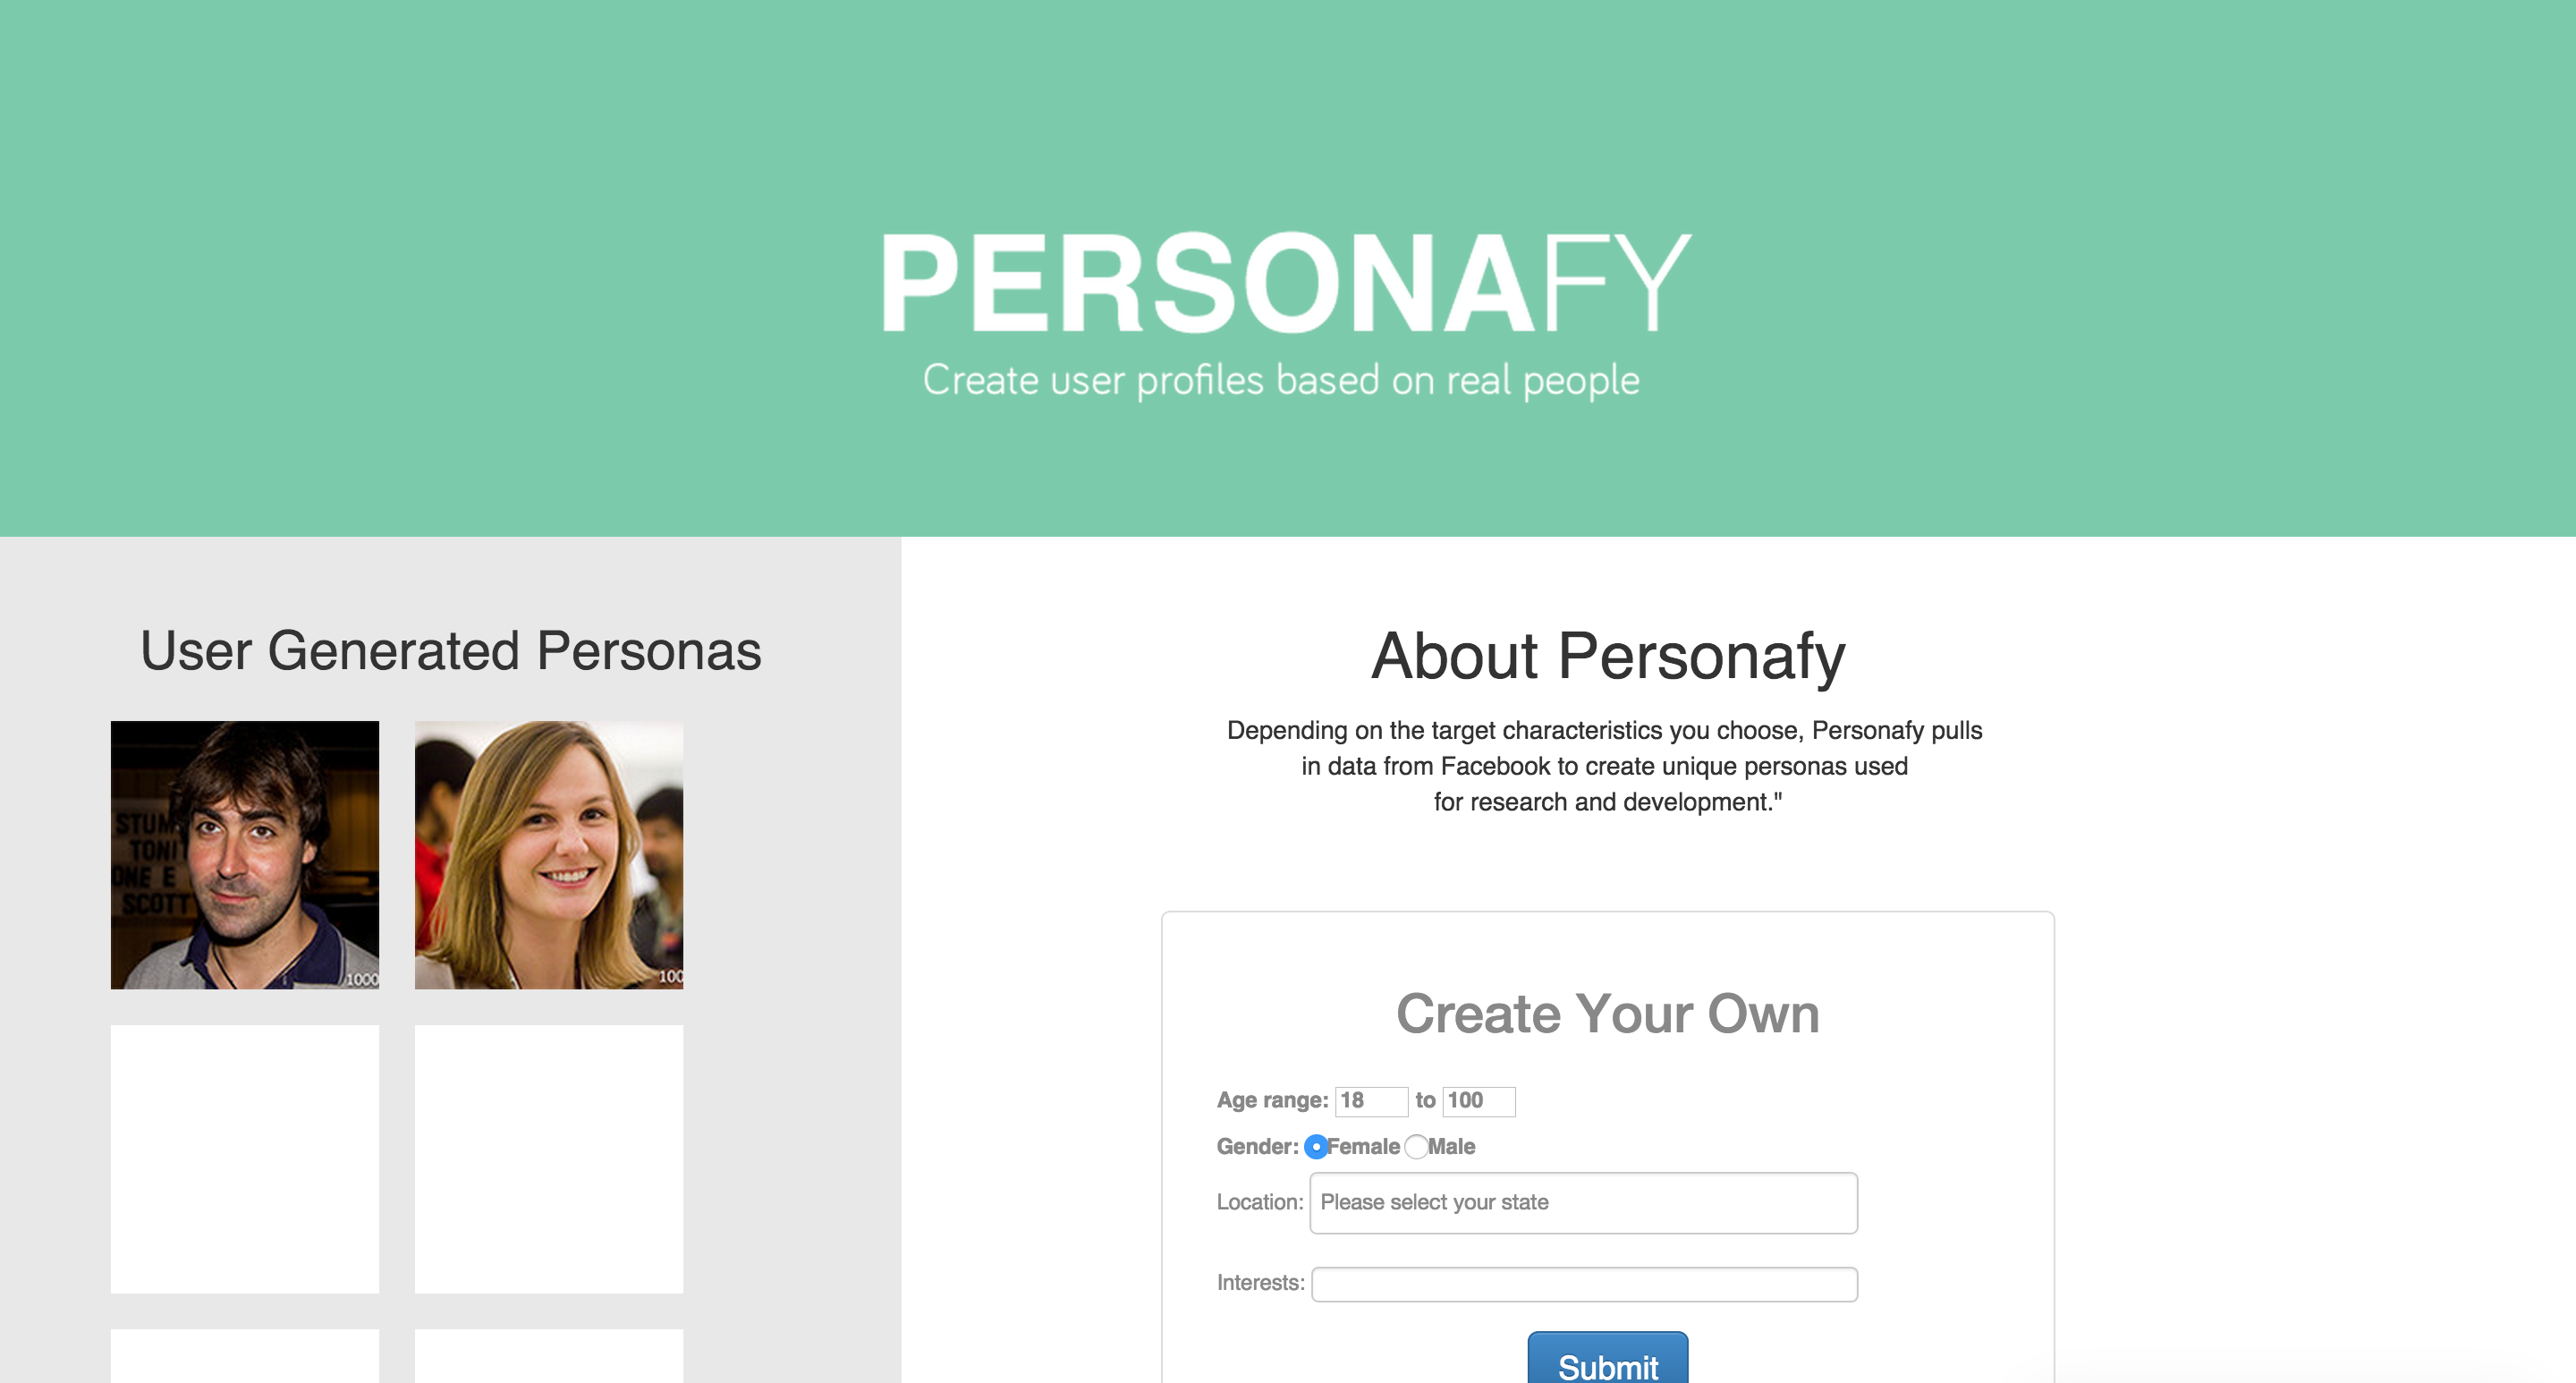 PERSONAFY
Create user profiles based on real people
User Generated Personas
STUM
TONI
ONE E
SCOTT
1000
100
About Personafy
Depending on the target characteristics you choose, Personafy pulls
in data from Facebook to create unique personas used
for research and development."
Create Your Own
Age range: 18 to 100
Gender: Female Male
Location: Please select your state
Interests:
Submit